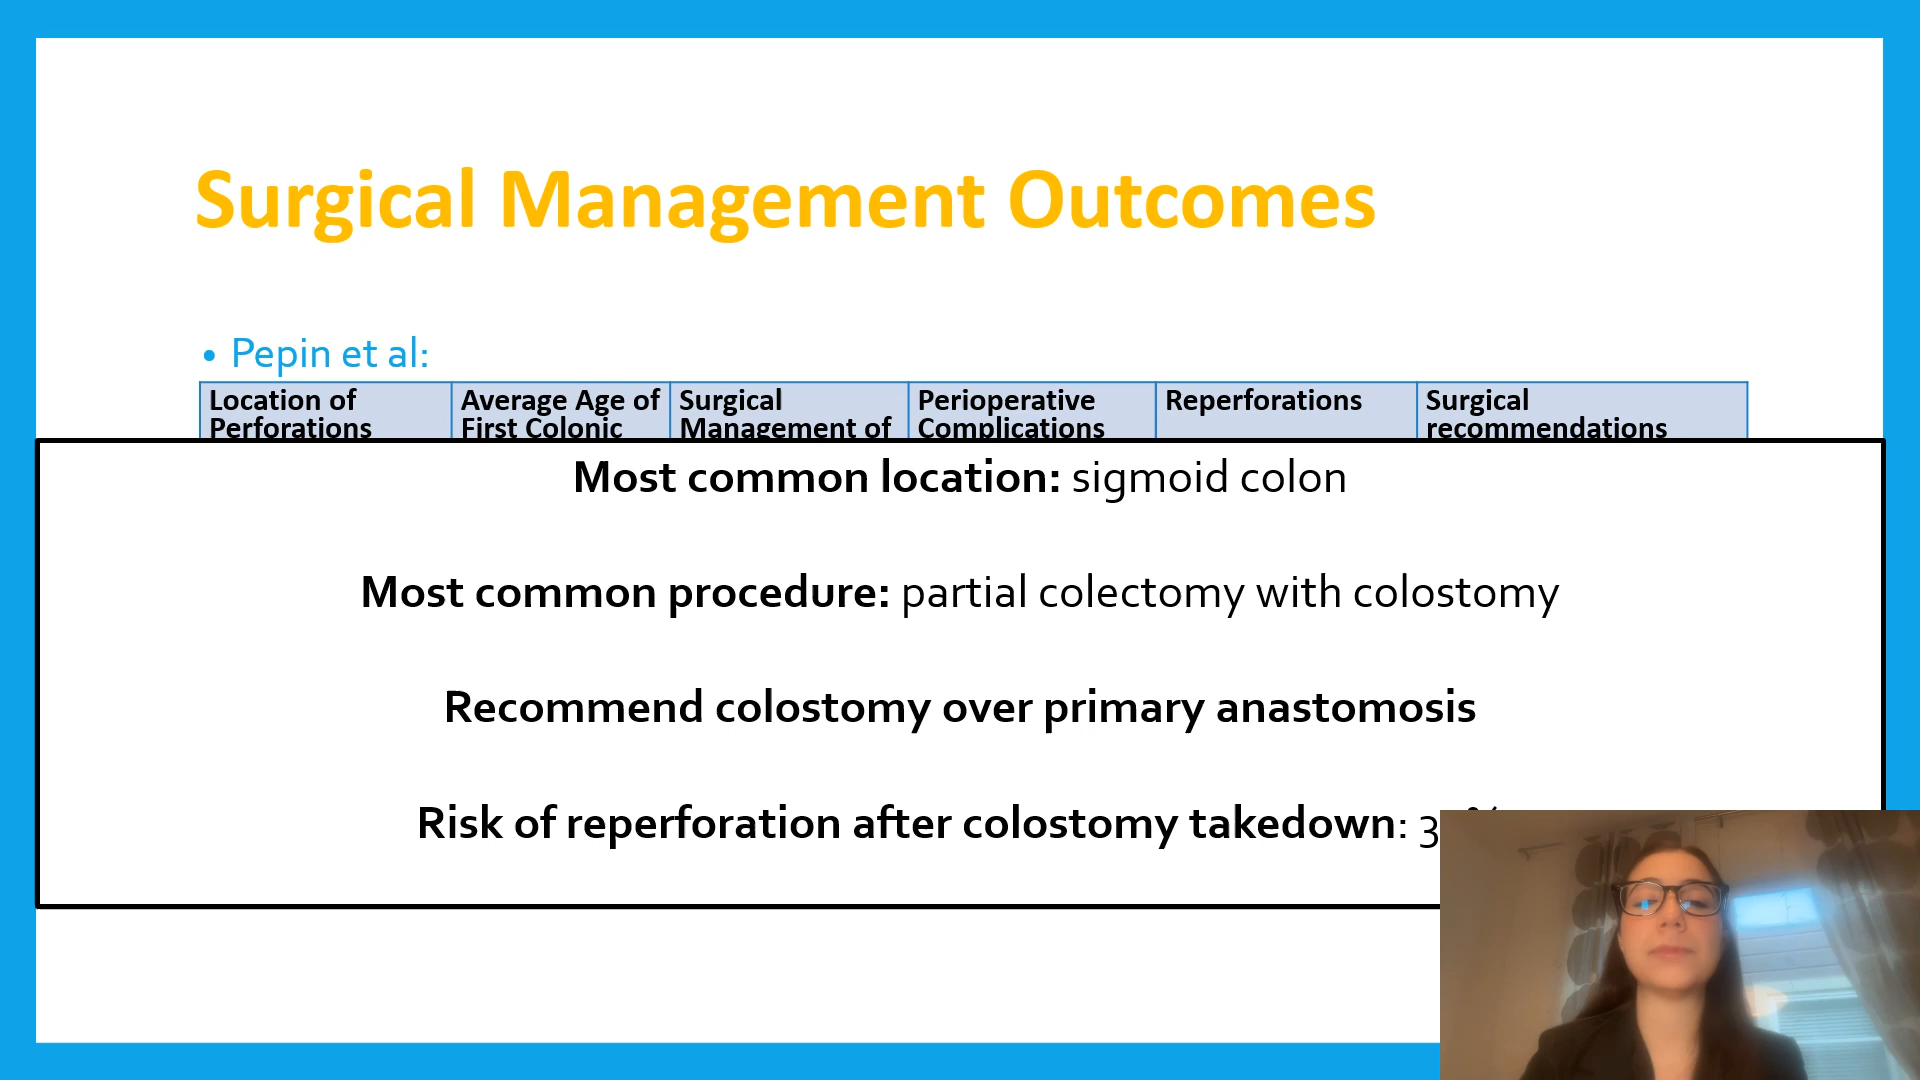 Surgical Management Outcomes
• Pepin et al:
Location of Perforations
Average Age of First Colonic
Surgical Management of
Perioperative Complications
Reperforations
Surgical recommendations
Most common location: sigmoid colon
Most common procedure: partial colectomy with colostomy
Recommend colostomy over primary anastomosis
Risk of reperforation after colostomy takedown: